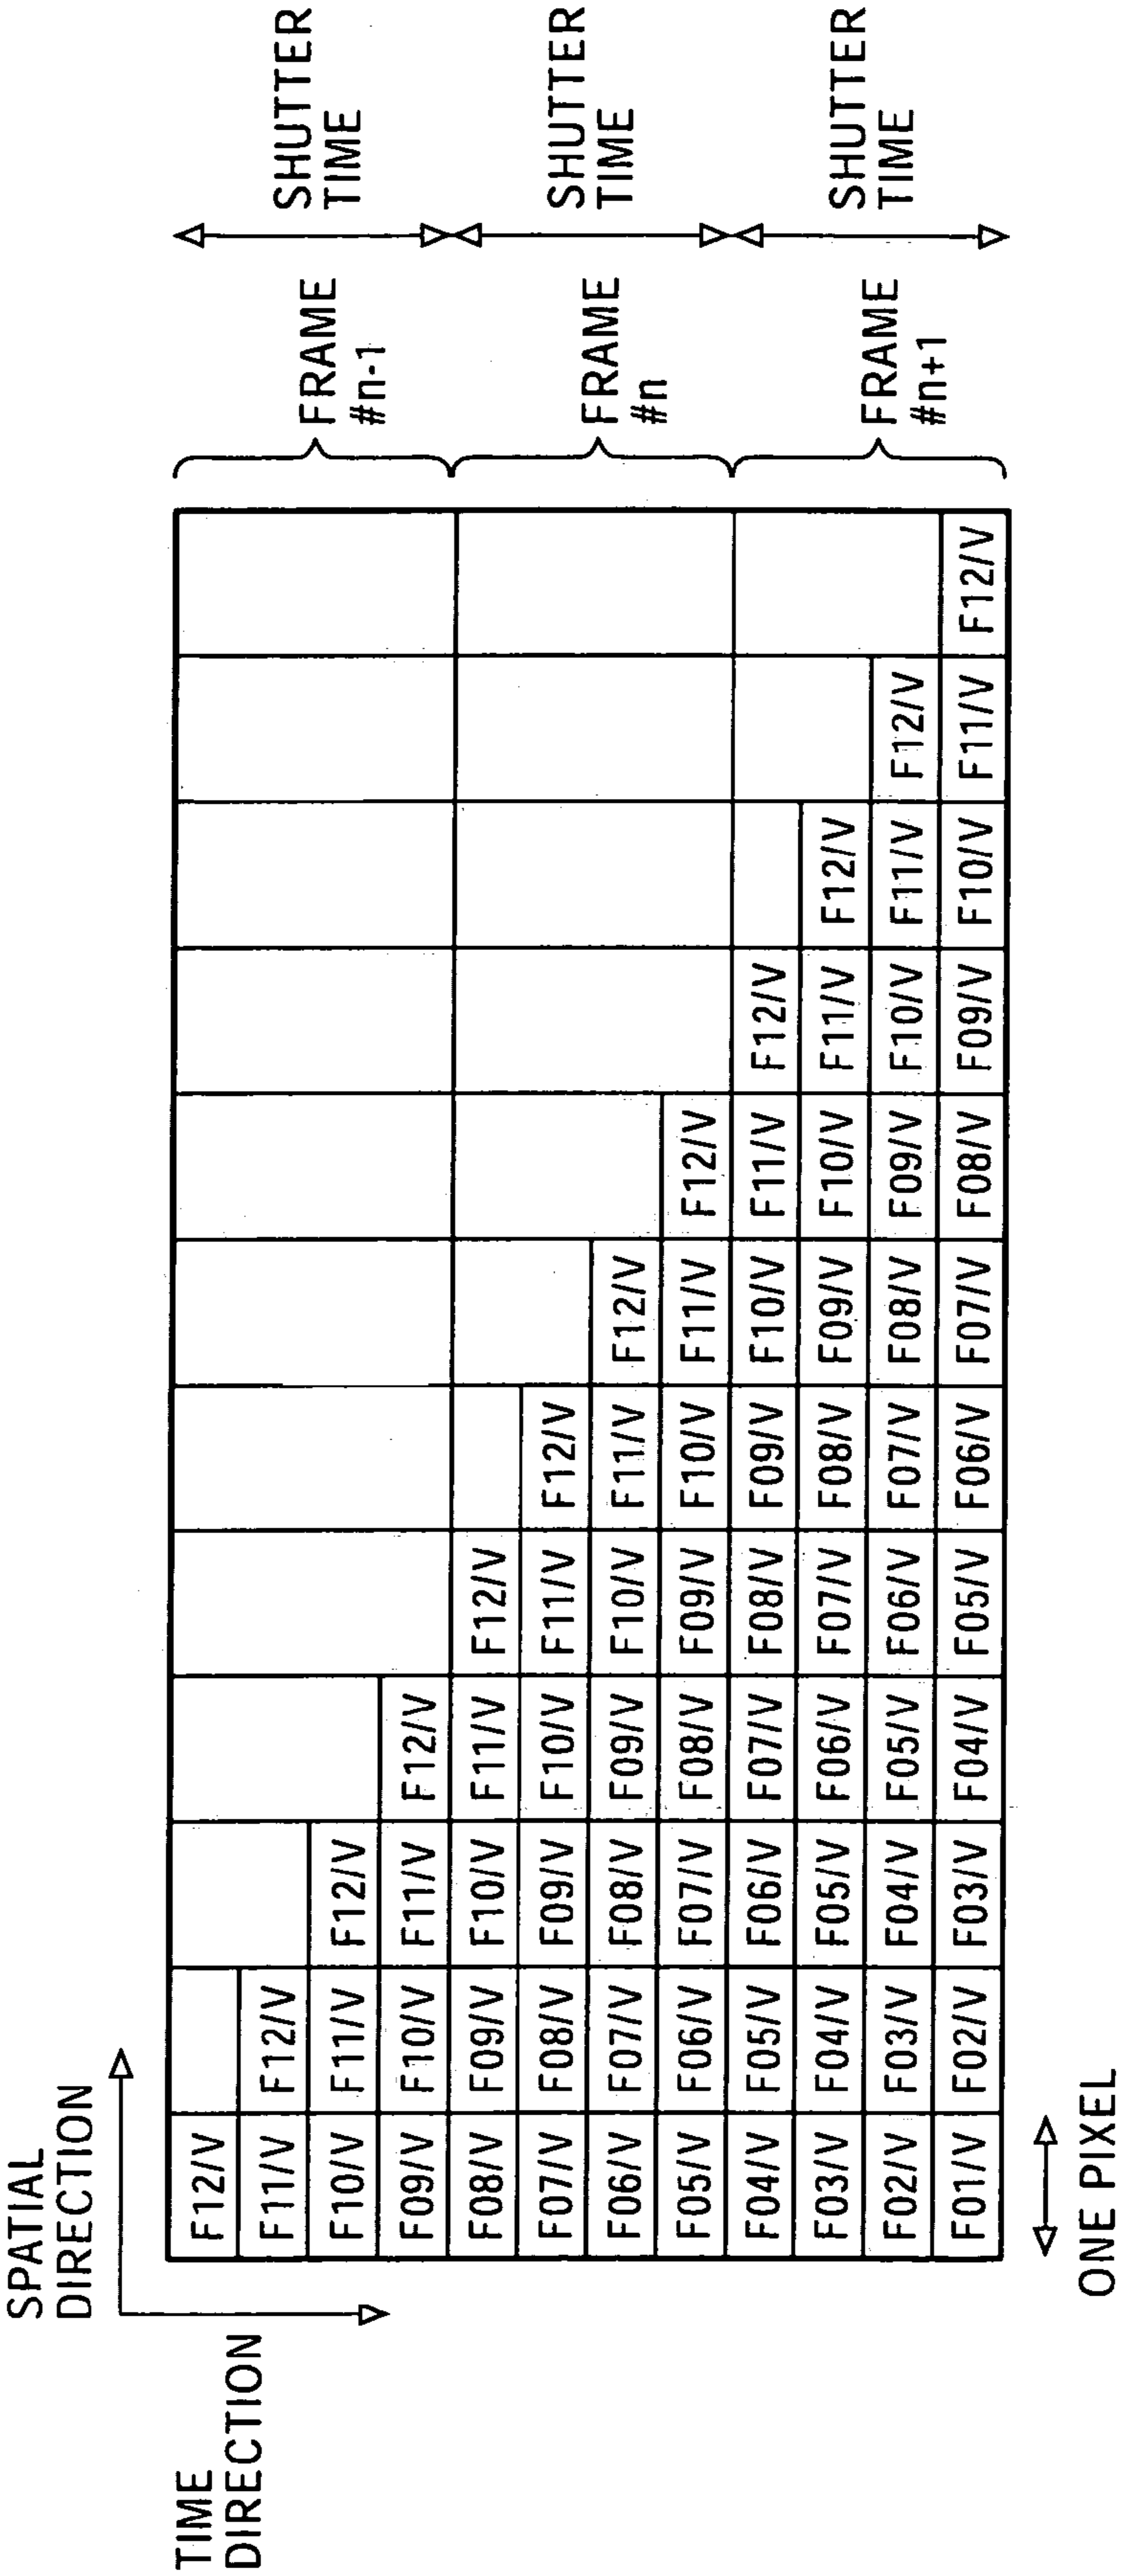 SPATIAL
DIRECTION
TIME
DIRECTION
F12/V
F11/V F12/V
F10/V F11/V F12/V
F09/V F10/V F11/V F12/V
FRAME
#n-1
SHUTTER
TIME
F08/V F09/V F10/V F11/V F12/V
F07/V F08/V F09/V F10/V F11/V F12/V
F06/V F07/V F08/V F09/V F10/V F11/V F12/V
F05/V F06/V F07/V F08/V F09/V F10/V F11/V F12/V
FRAME
#n
SHUTTER
TIME
F04/V F05/V F06/V F07/V F08/V F09/V F10/V F11/V F12/V
F03/V F04/V F05/V F06/V F07/V F08/V F09/V F10/V F11/V F12/V
F02/V F03/V F04/V F05/V F06/V F07/V F08/V F09/V F10/V F11/V F12/V
F01/V F02/V F03/V F04/V F05/V F06/V F07/V F08/V F09/V F10/V F11/V F12/V
FRAME
#n+1
SHUTTER
TIME
ONE PIXEL